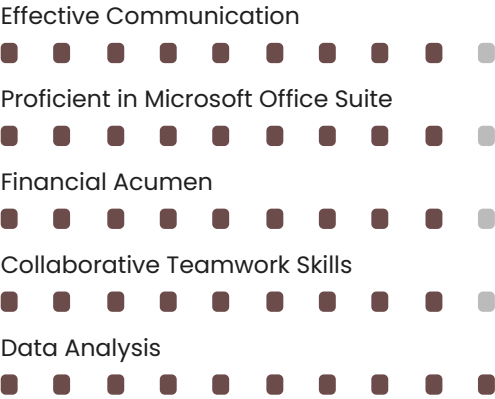 Effective Communication
Proficient in Microsoft Office Suite
Financial Acumen
Collaborative Teamwork Skills
Data Analysis